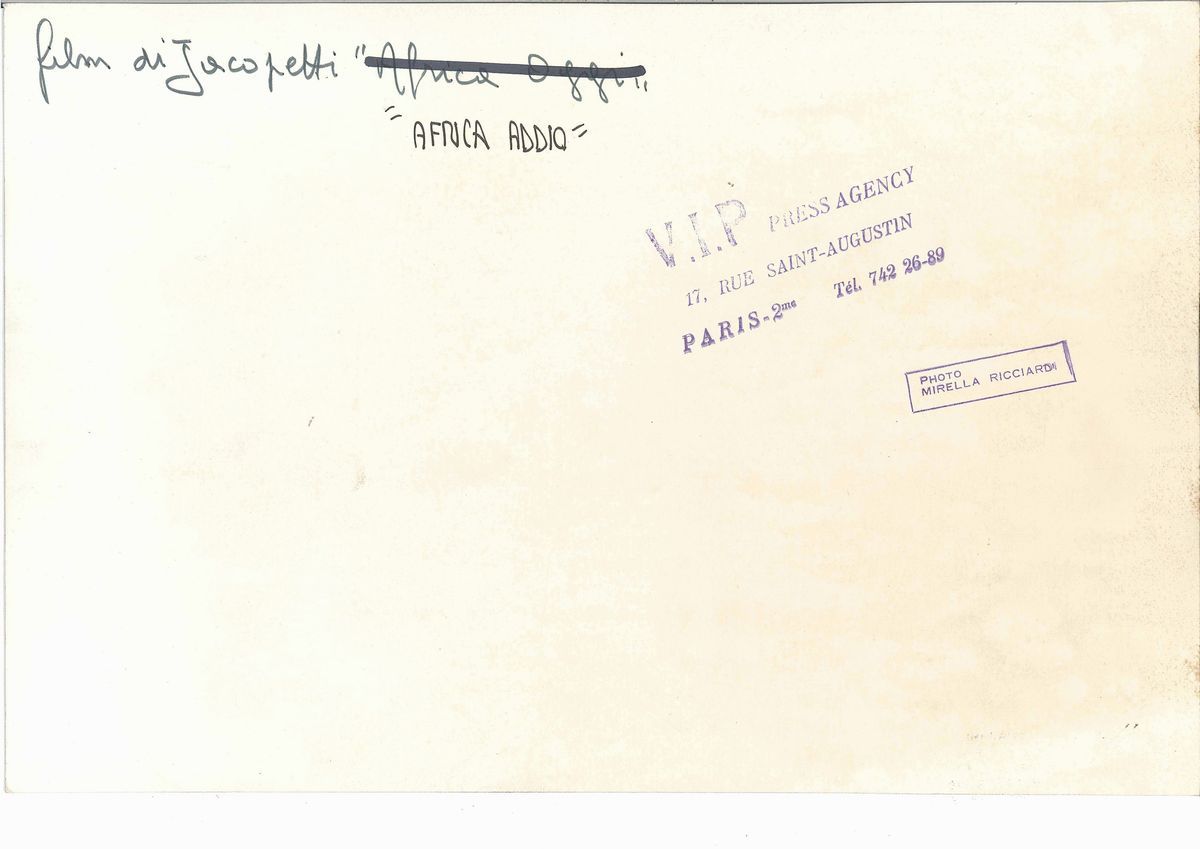 film di Jacopetti "Africa Oggi"
"AFRICA ADDIO"
V.I.P PRESS AGENCY
17, RUE SAINT-AUGUSTIN
PARIS-2me Tél. 742 26-89
PHOTO
MIRELLA RICCIARDI